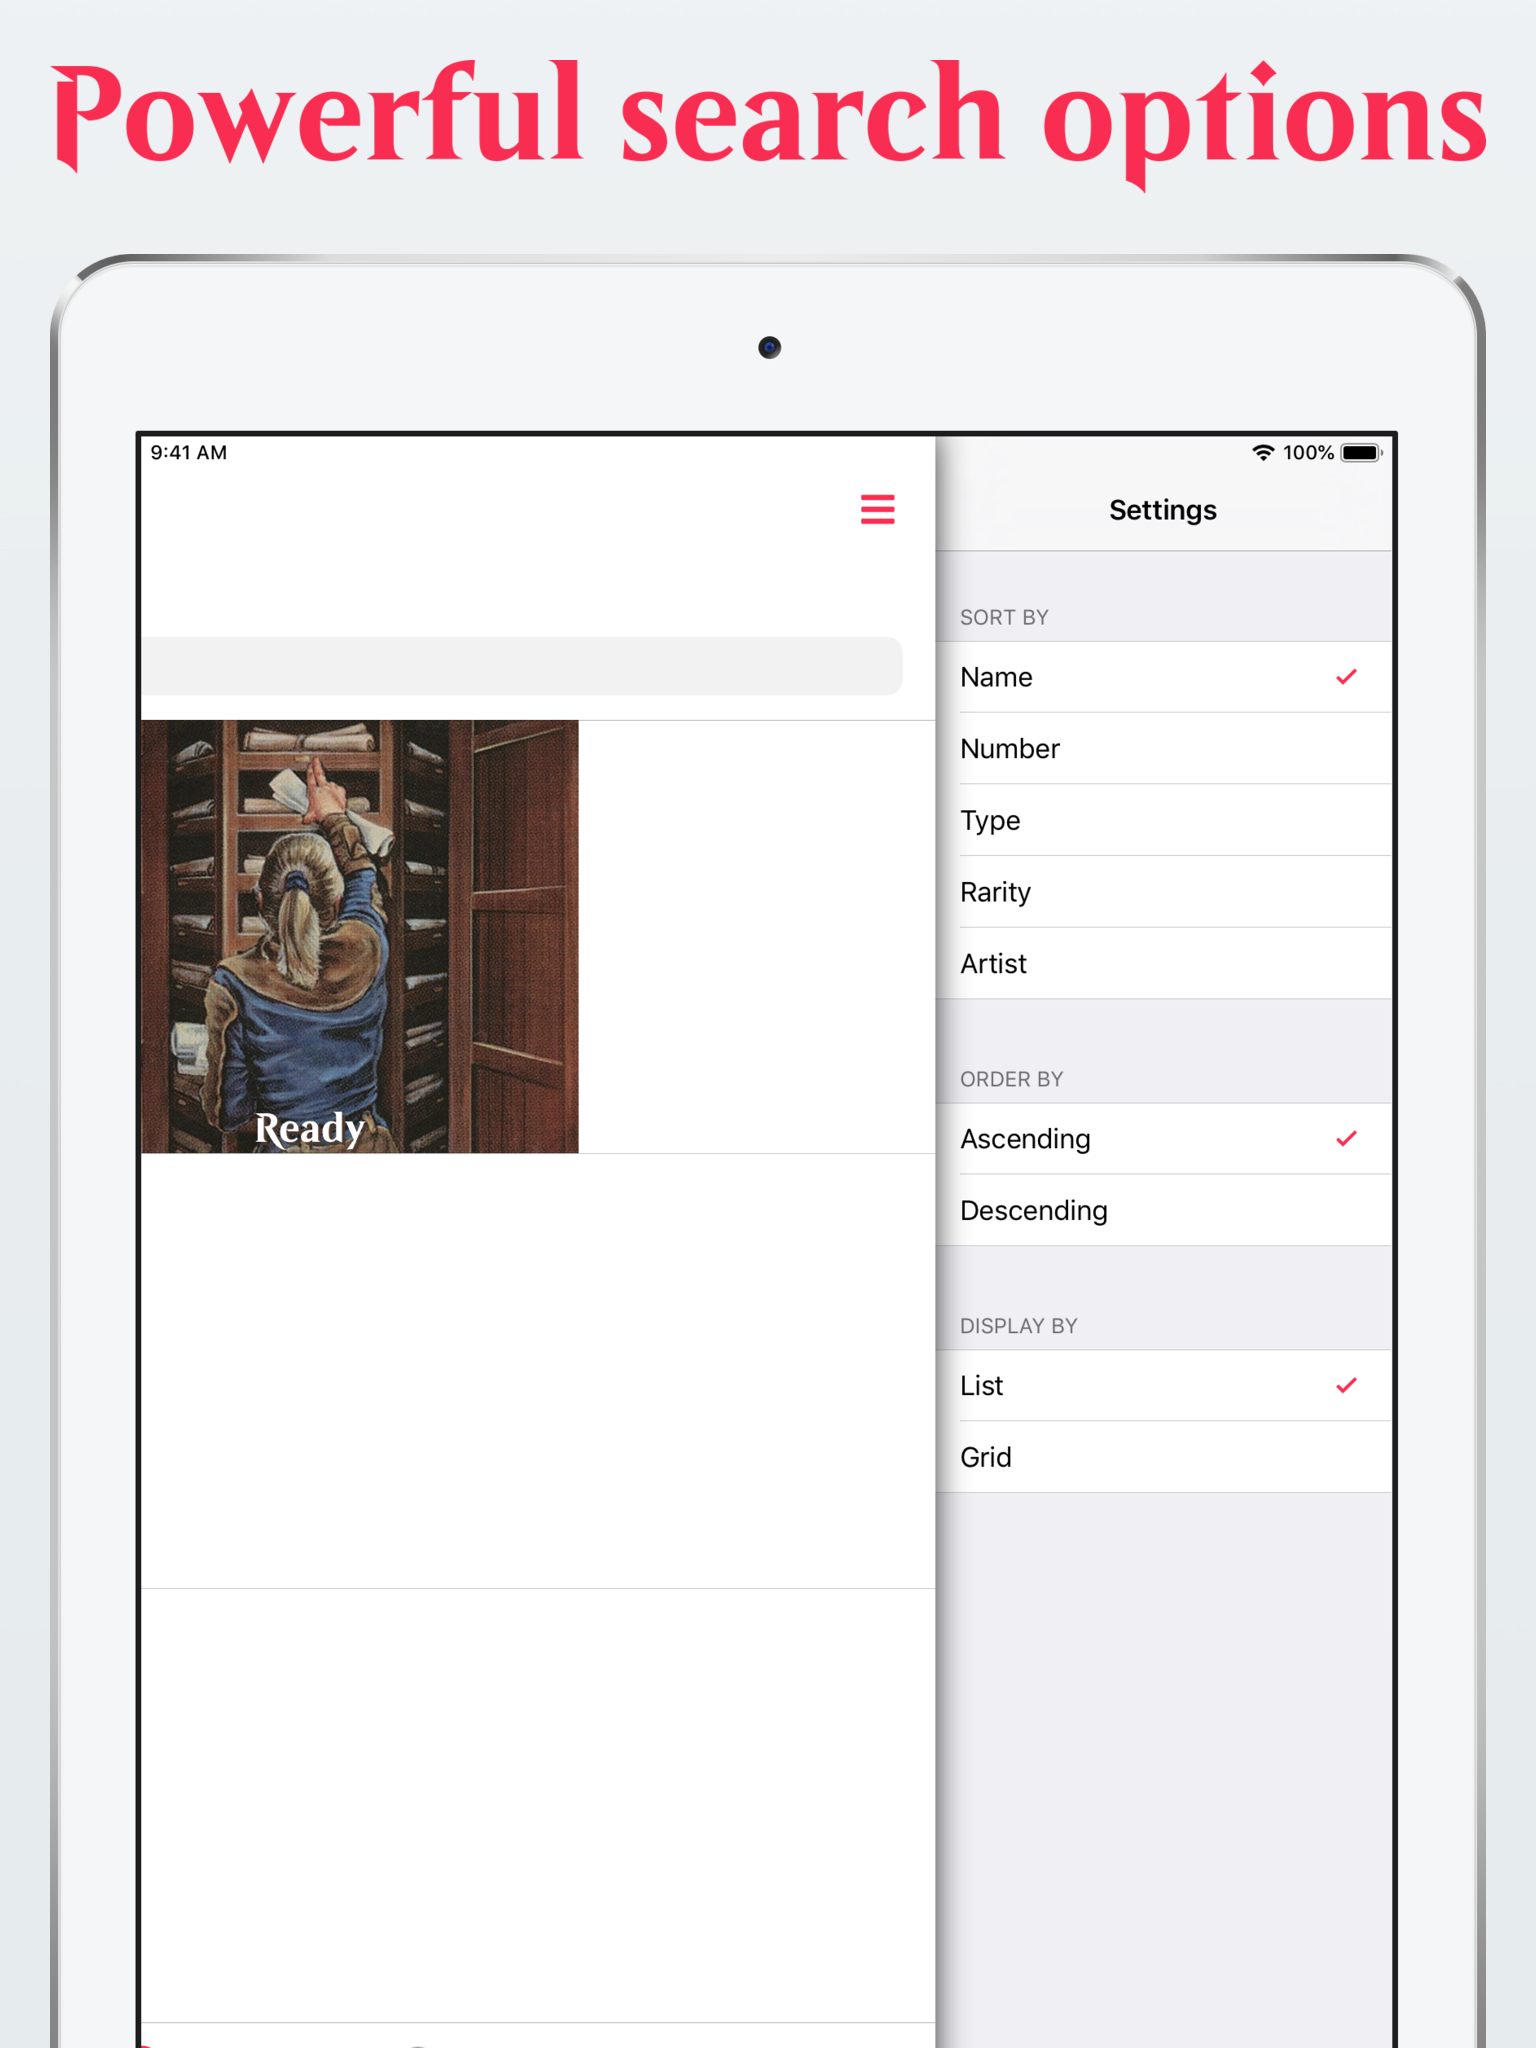 Powerful search options
9:41 AM
100%
Settings
SORT BY
Name
Number
Type
Rarity
Artist
Ready
ORDER BY
Ascending
Descending
DISPLAY BY
List
Grid